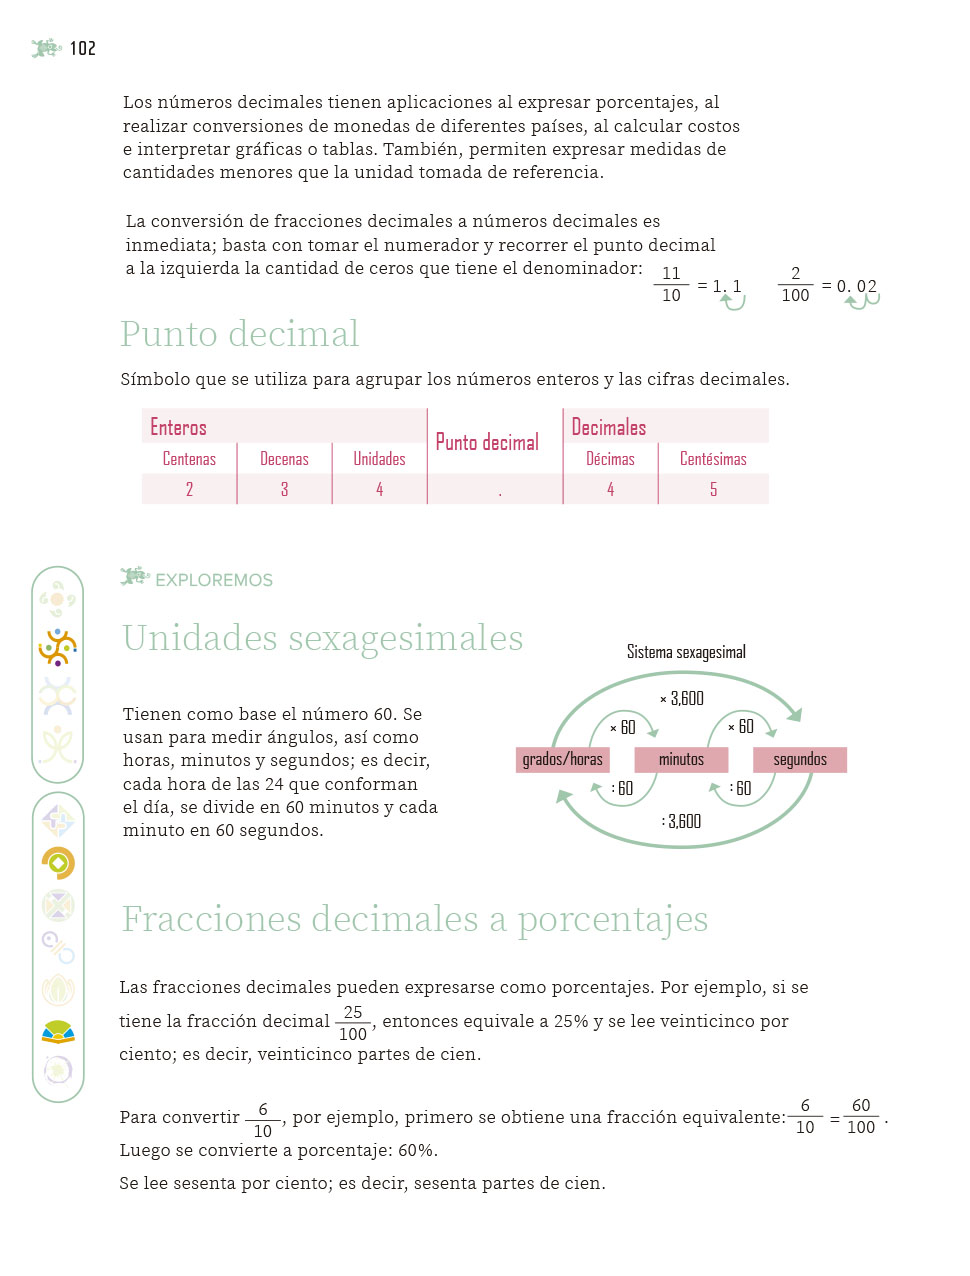 102
Los números decimales tienen aplicaciones al expresar porcentajes, al
realizar conversiones de monedas de diferentes países, al calcular costos
e interpretar gráficas o tablas. También, permiten expresar medidas de
cantidades menores que la unidad tomada de referencia.
La conversión de fracciones decimales a números decimales es
inmediata; basta con tomar el numerador y recorrer el punto decimal
a la izquierda la cantidad de ceros que tiene el denominador: 11/10 = 1. 1 2/100 = 0. 02
Punto decimal
Símbolo que se utiliza para agrupar los números enteros y las cifras decimales.
Enteros Punto decimal Decimales
Centenas Decenas Unidades Décimas Centésimas
2 3 4 . 4 5
EXPLOREMOS
Unidades sexagesimales
Tienen como base el número 60. Se
usan para medir ángulos, así como
horas, minutos y segundos; es decir,
cada hora de las 24 que conforman
el día, se divide en 60 minutos y cada
minuto en 60 segundos.
Sistema sexagesimal
× 3,600
× 60 × 60
grados/horas minutos segundos
: 60 : 60
: 3,600
Fracciones decimales a porcentajes
Las fracciones decimales pueden expresarse como porcentajes. Por ejemplo, si se
tiene la fracción decimal 25/100, entonces equivale a 25% y se lee veinticinco por
ciento; es decir, veinticinco partes de cien.
Para convertir 6/10, por ejemplo, primero se obtiene una fracción equivalente: 6/10 = 60/100.
Luego se convierte a porcentaje: 60%.
Se lee sesenta por ciento; es decir, sesenta partes de cien.